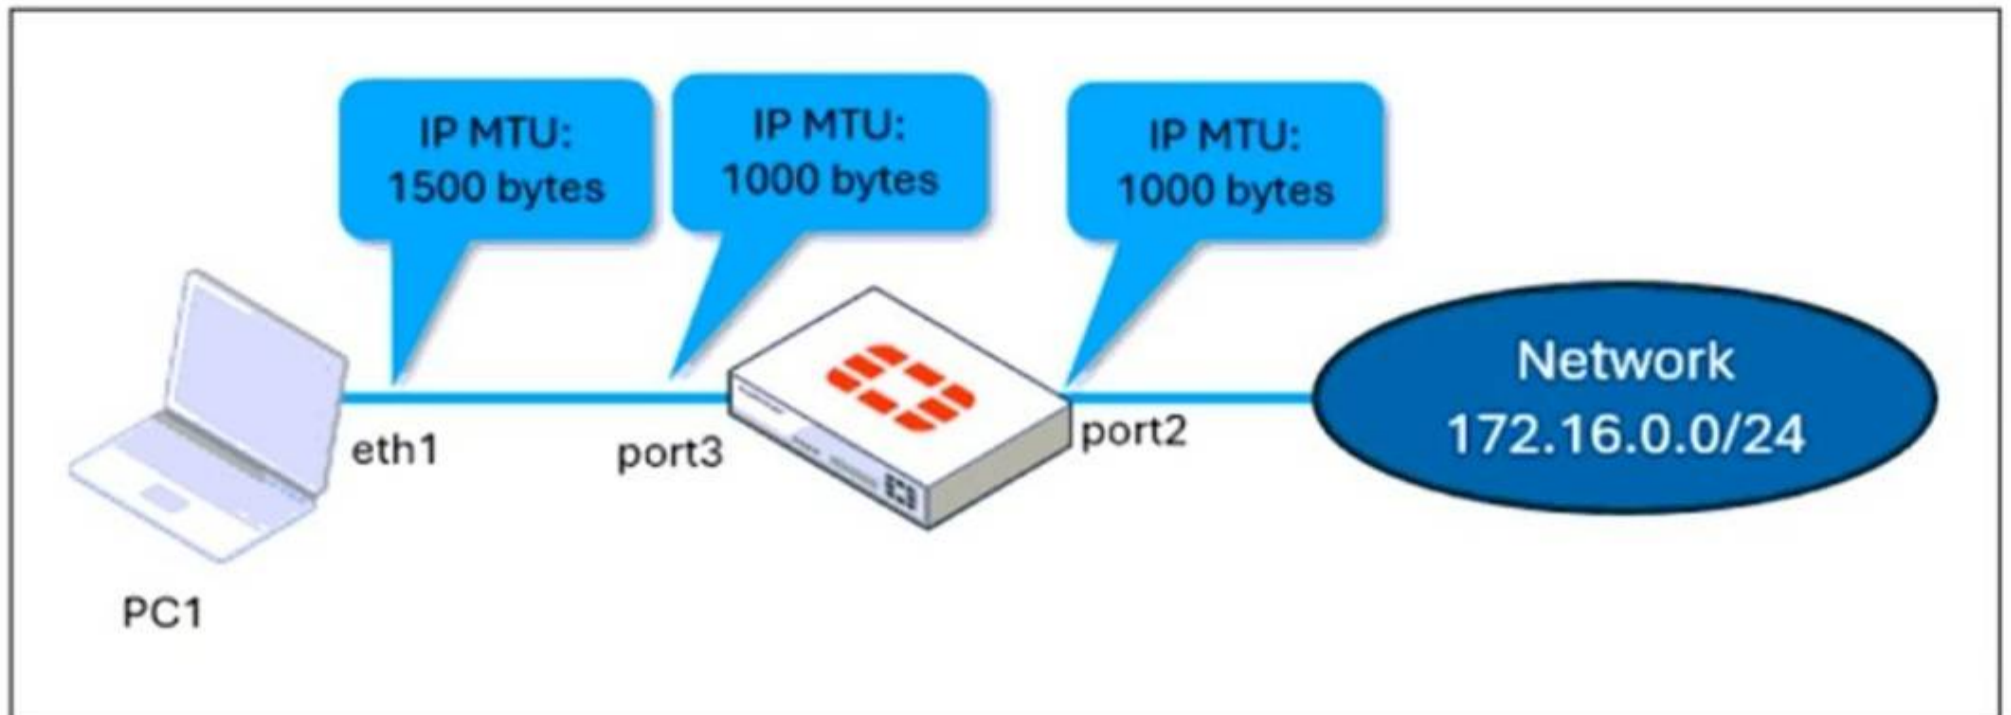 IP MTU:
1500 bytes
IP MTU:
1000 bytes
IP MTU:
1000 bytes
eth1
port3
port2
Network
172.16.0.0/24
PC1